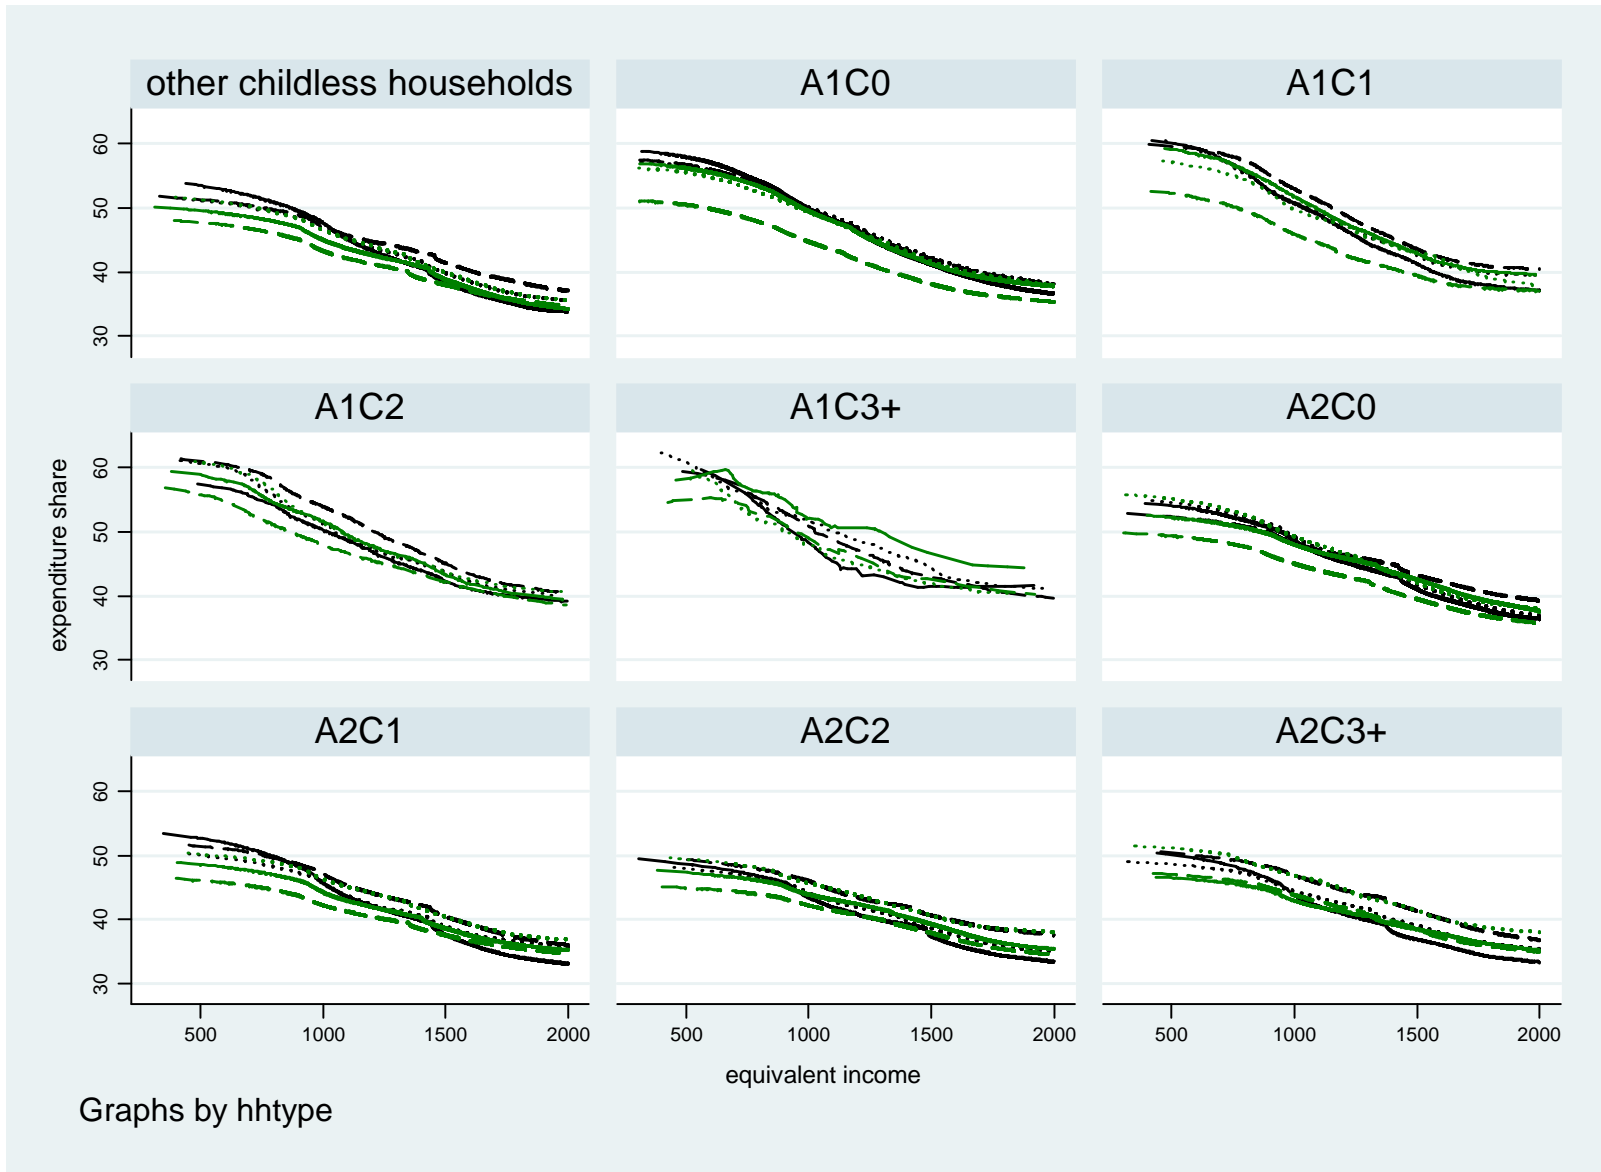 other childless households
A1C0
A1C1
60
50
40
30
A1C2
A1C3+
A2C0
expenditure share
60
50
40
30
A2C1
A2C2
A2C3+
60
50
40
30
500 1000 1500 2000
500 1000 1500 2000
500 1000 1500 2000
equivalent income
Graphs by hhtype